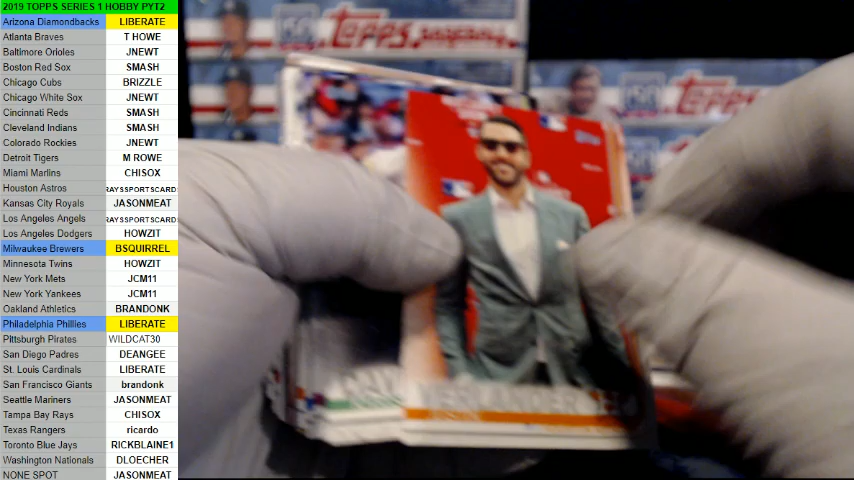 2019 TOPPS SERIES 1 HOBBY PYT2
Arizona Diamondbacks LIBERATE
Atlanta Braves T HOWE
Baltimore Orioles JNEWT
Boston Red Sox SMASH
Chicago Cubs BRIZZLE
Chicago White Sox JNEWT
Cincinnati Reds SMASH
Cleveland Indians SMASH
Colorado Rockies JNEWT
Detroit Tigers M ROWE
Miami Marlins CHISOX
Houston Astros RAYSSPORTSCARD
Kansas City Royals JASONMEAT
Los Angeles Angels RAYSSPORTSCARD
Los Angeles Dodgers HOWZIT
Milwaukee Brewers BSQUIRREL
Minnesota Twins HOWZIT
New York Mets JCM11
New York Yankees JCM11
Oakland Athletics BRANDONK
Philadelphia Phillies LIBERATE
Pittsburgh Pirates WILDCAT30
San Diego Padres DEANGEE
St. Louis Cardinals LIBERATE
San Francisco Giants brandonk
Seattle Mariners JASONMEAT
Tampa Bay Rays CHISOX
Texas Rangers ricardo
Toronto Blue Jays RICKBLAINE1
Washington Nationals DLOECHER
NONE SPOT JASONMEAT
Topps baseball
Topps
VERLANDER
JUSTIN